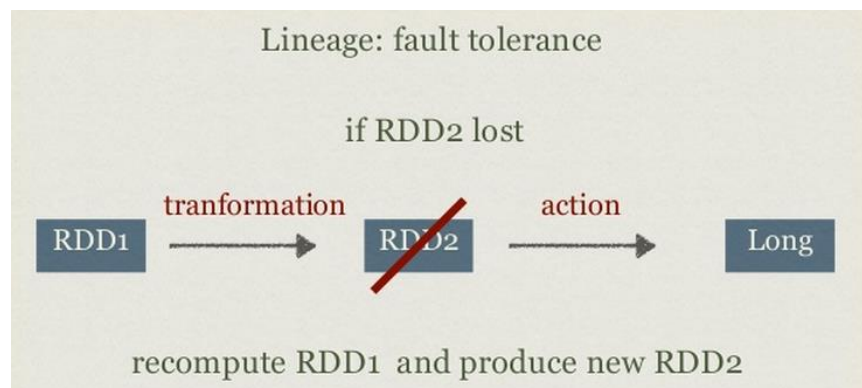 Lineage: fault tolerance
if RDD2 lost
tranformation
action
RDD1
RDD2
Long
recompute RDD1 and produce new RDD2